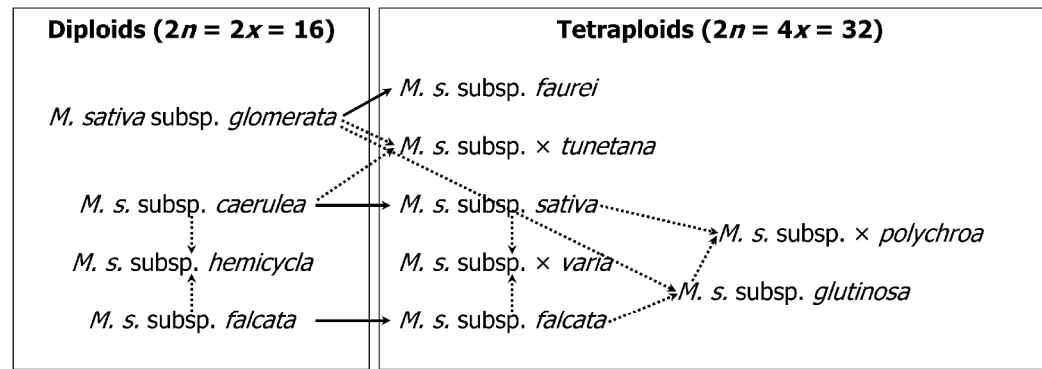 Diploids (2n = 2x = 16)
M. sativa subsp. glomerata
M. s. subsp. caerulea
M. s. subsp. hemicycla
M. s. subsp. falcata
Tetraploids (2n = 4x = 32)
M. s. subsp. faurei
M. s. subsp. × tunetana
M. s. subsp. sativa
M. s. subsp. × varia
M. s. subsp. falcata
M. s. subsp. × polychroa
M. s. subsp. glutinosa